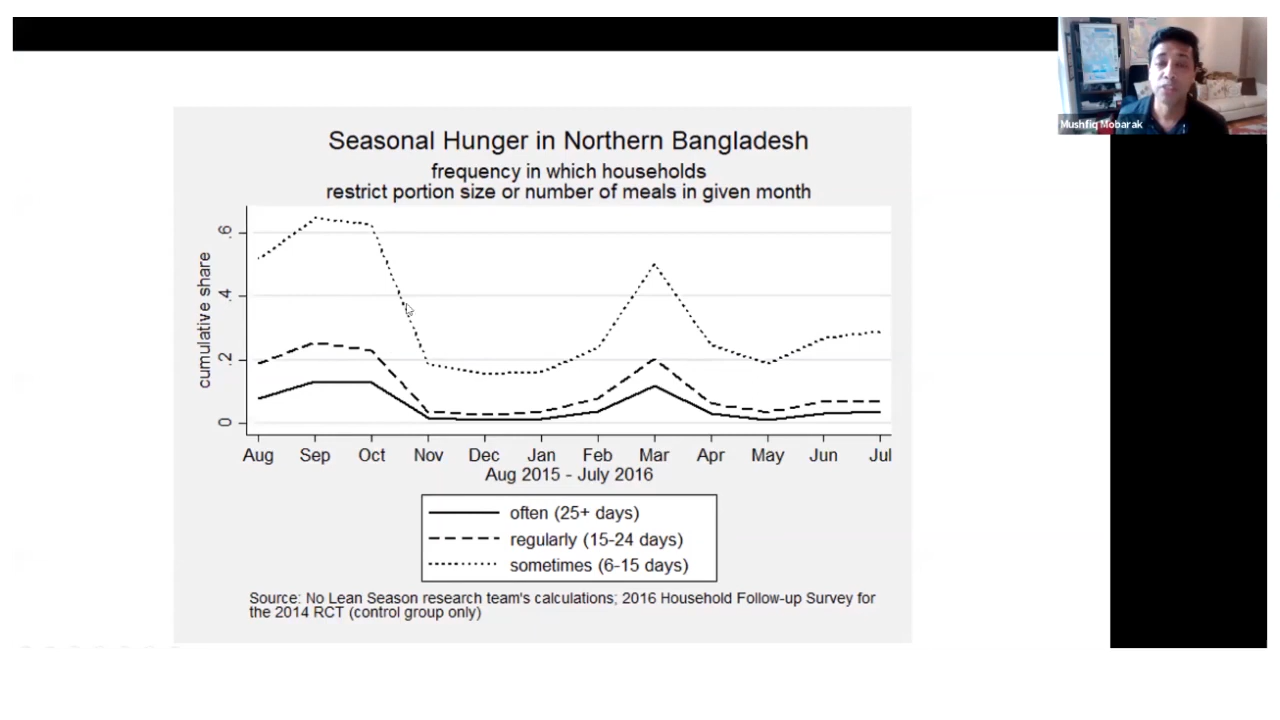 Mushfiq Mobarak
Seasonal Hunger in Northern Bangladesh
frequency in which households
restrict portion size or number of meals in given month
cumulative share
.6
.4
.2
0
Aug Sep Oct Nov Dec Jan Feb Mar Apr May Jun Jul
Aug 2015 - July 2016
often (25+ days)
regularly (15-24 days)
sometimes (6-15 days)
Source: No Lean Season research team's calculations; 2016 Household Follow-up Survey for
the 2014 RCT (control group only)